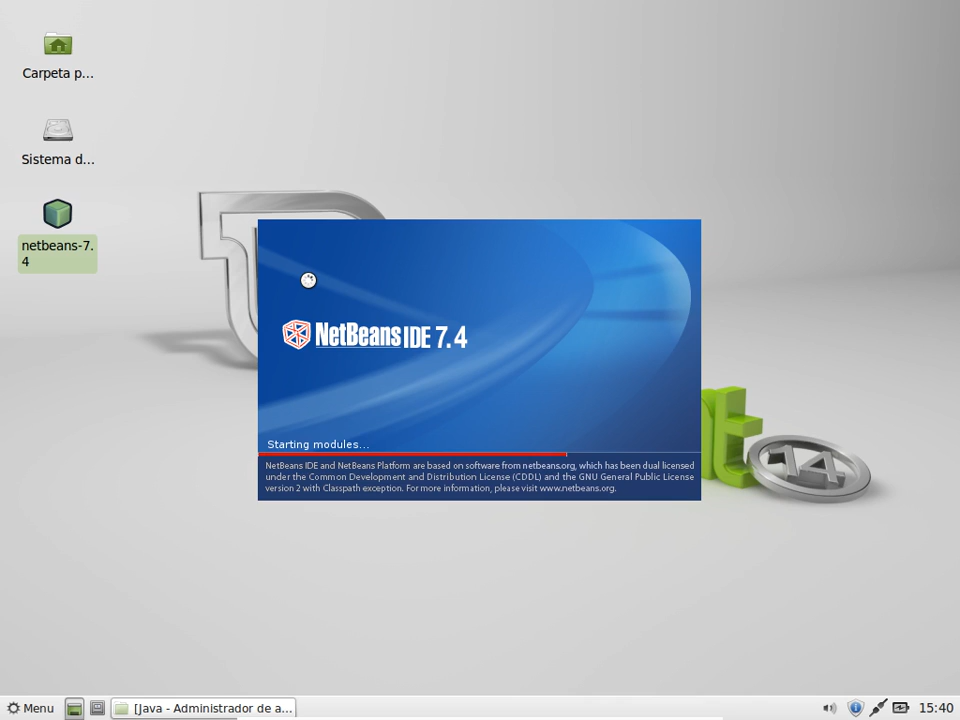 Carpeta p...
Sistema d...
netbeans-7.
4
NetBeans IDE 7.4
Starting modules...
NetBeans IDE and NetBeans Platform are based on software from netbeans.org, which has been dual licensed
under the Common Development and Distribution License (CDDL) and the GNU General Public License
version 2 with Classpath exception. For more information, please visit www.netbeans.org.
t
14
Menu
[Java - Administrador de a...
15:40